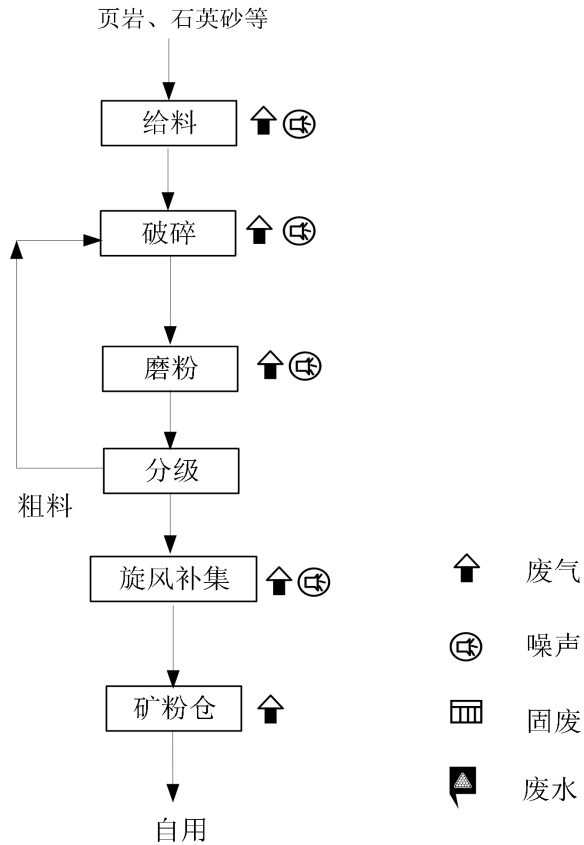 页岩、石英砂等
给料
破碎
磨粉
分级
粗料
旋风补集
矿粉仓
自用
废气
噪声
固废
废水